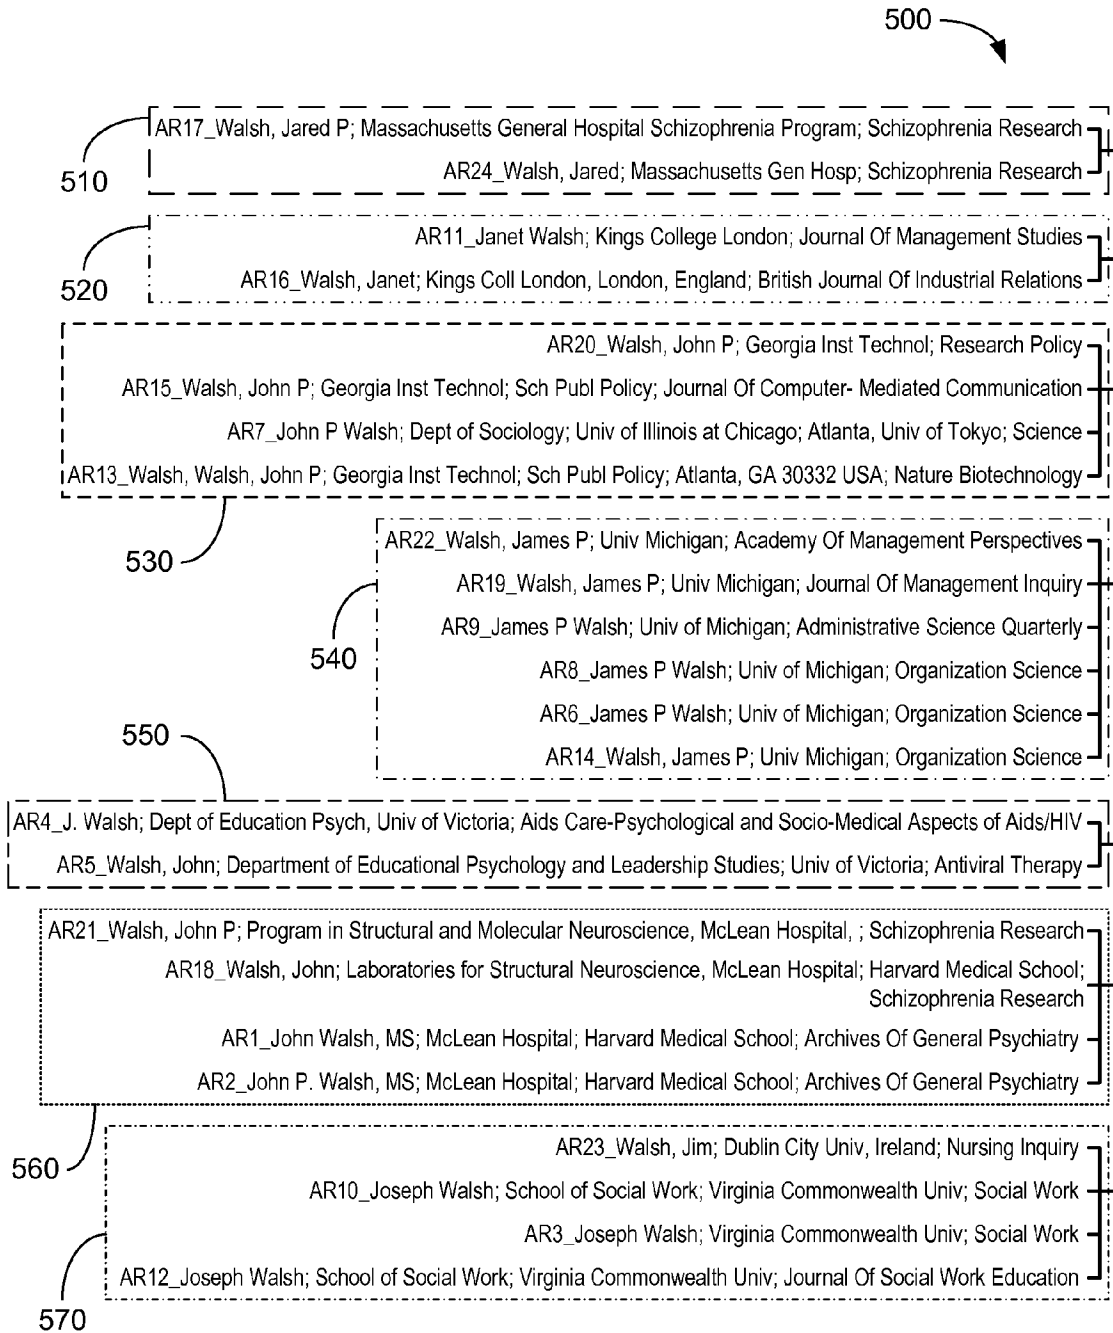 500
AR17_Walsh, Jared P; Massachusetts General Hospital Schizophrenia Program; Schizophrenia Research
AR24_Walsh, Jared; Massachusetts Gen Hosp; Schizophrenia Research
510
AR11_Janet Walsh; Kings College London; Journal Of Management Studies
AR16_Walsh, Janet; Kings Coll London, London, England; British Journal Of Industrial Relations
520
AR20_Walsh, John P; Georgia Inst Technol; Research Policy
AR15_Walsh, John P; Georgia Inst Technol; Sch Publ Policy; Journal Of Computer- Mediated Communication
AR7_John P Walsh; Dept of Sociology; Univ of Illinois at Chicago; Atlanta, Univ of Tokyo; Science
AR13_Walsh, Walsh, John P; Georgia Inst Technol; Sch Publ Policy; Atlanta, GA 30332 USA; Nature Biotechnology
530
AR22_Walsh, James P; Univ Michigan; Academy Of Management Perspectives
AR19_Walsh, James P; Univ Michigan; Journal Of Management Inquiry
AR9_James P Walsh; Univ of Michigan; Administrative Science Quarterly
540
AR8_James P Walsh; Univ of Michigan; Organization Science
AR6_James P Walsh; Univ of Michigan; Organization Science
AR14_Walsh, James P; Univ Michigan; Organization Science
550
AR4_J. Walsh; Dept of Education Psych, Univ of Victoria; Aids Care-Psychological and Socio-Medical Aspects of Aids/HIV
AR5_Walsh, John; Department of Educational Psychology and Leadership Studies; Univ of Victoria; Antiviral Therapy
AR21_Walsh, John P; Program in Structural and Molecular Neuroscience, McLean Hospital, ; Schizophrenia Research
AR18_Walsh, John; Laboratories for Structural Neuroscience, McLean Hospital; Harvard Medical School;
Schizophrenia Research
AR1_John Walsh, MS; McLean Hospital; Harvard Medical School; Archives Of General Psychiatry
AR2_John P. Walsh, MS; McLean Hospital; Harvard Medical School; Archives Of General Psychiatry
560
AR23_Walsh, Jim; Dublin City Univ, Ireland; Nursing Inquiry
AR10_Joseph Walsh; School of Social Work; Virginia Commonwealth Univ; Social Work
AR3_Joseph Walsh; Virginia Commonwealth Univ; Social Work
AR12_Joseph Walsh; School of Social Work; Virginia Commonwealth Univ; Journal Of Social Work Education
570